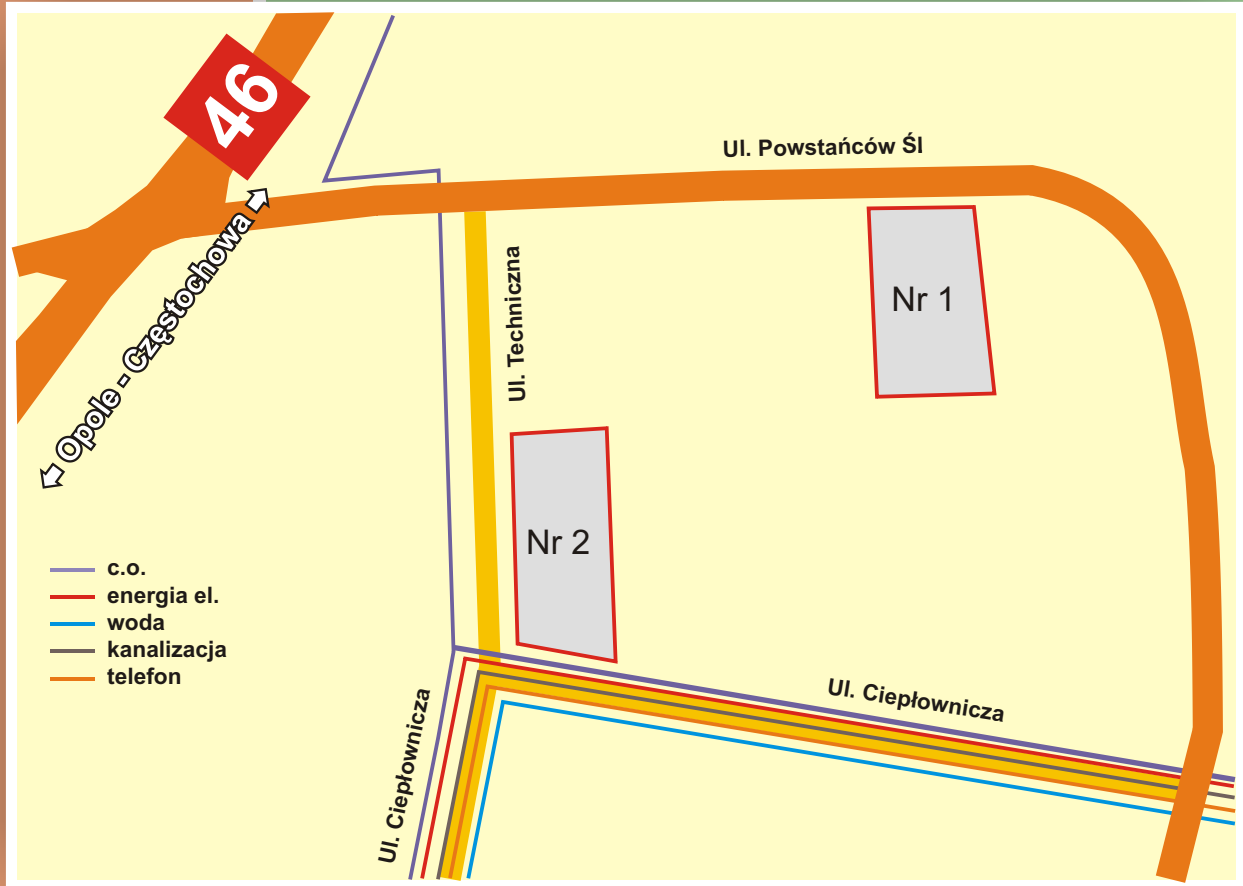 46
Ul. Powstańców Śl
Opole - Częstochowa
Ul. Techniczna
Nr 1
Nr 2
c.o.
energia el.
woda
kanalizacja
telefon
Ul. Ciepłownicza
Ul. Ciepłownicza